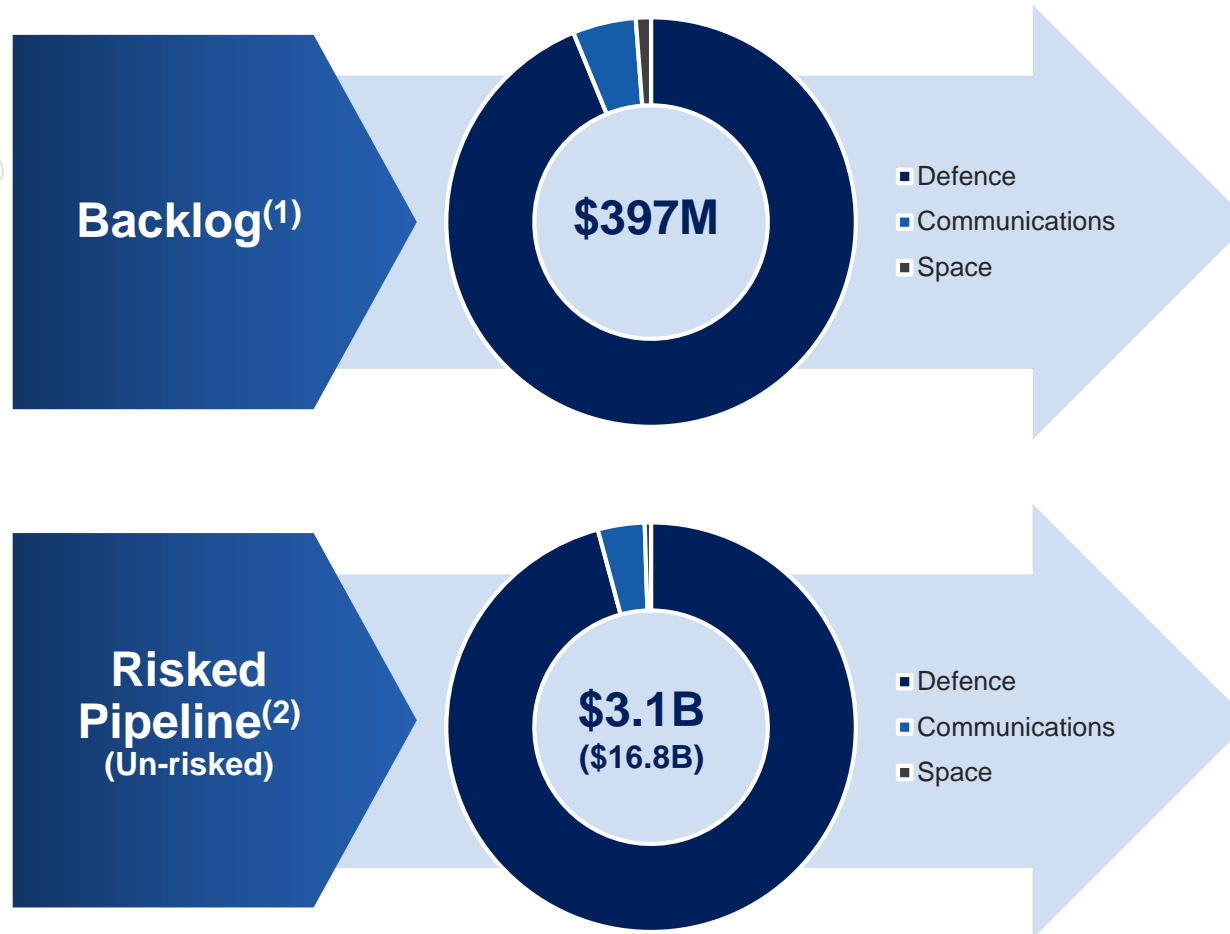 Backlog(1)
$397M
Defence
Communications
Space
Risked
Pipeline(2)
(Un-risked)
$3.1B
($16.8B)
Defence
Communications
Space